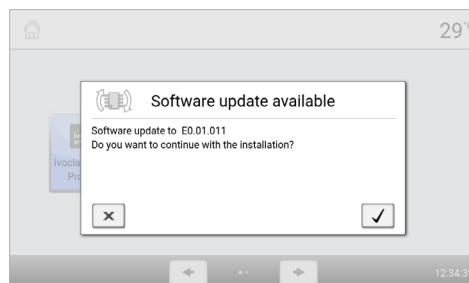 29
Software update available
Software update to E0.01.011
Do you want to continue with the installation?
12:34:39